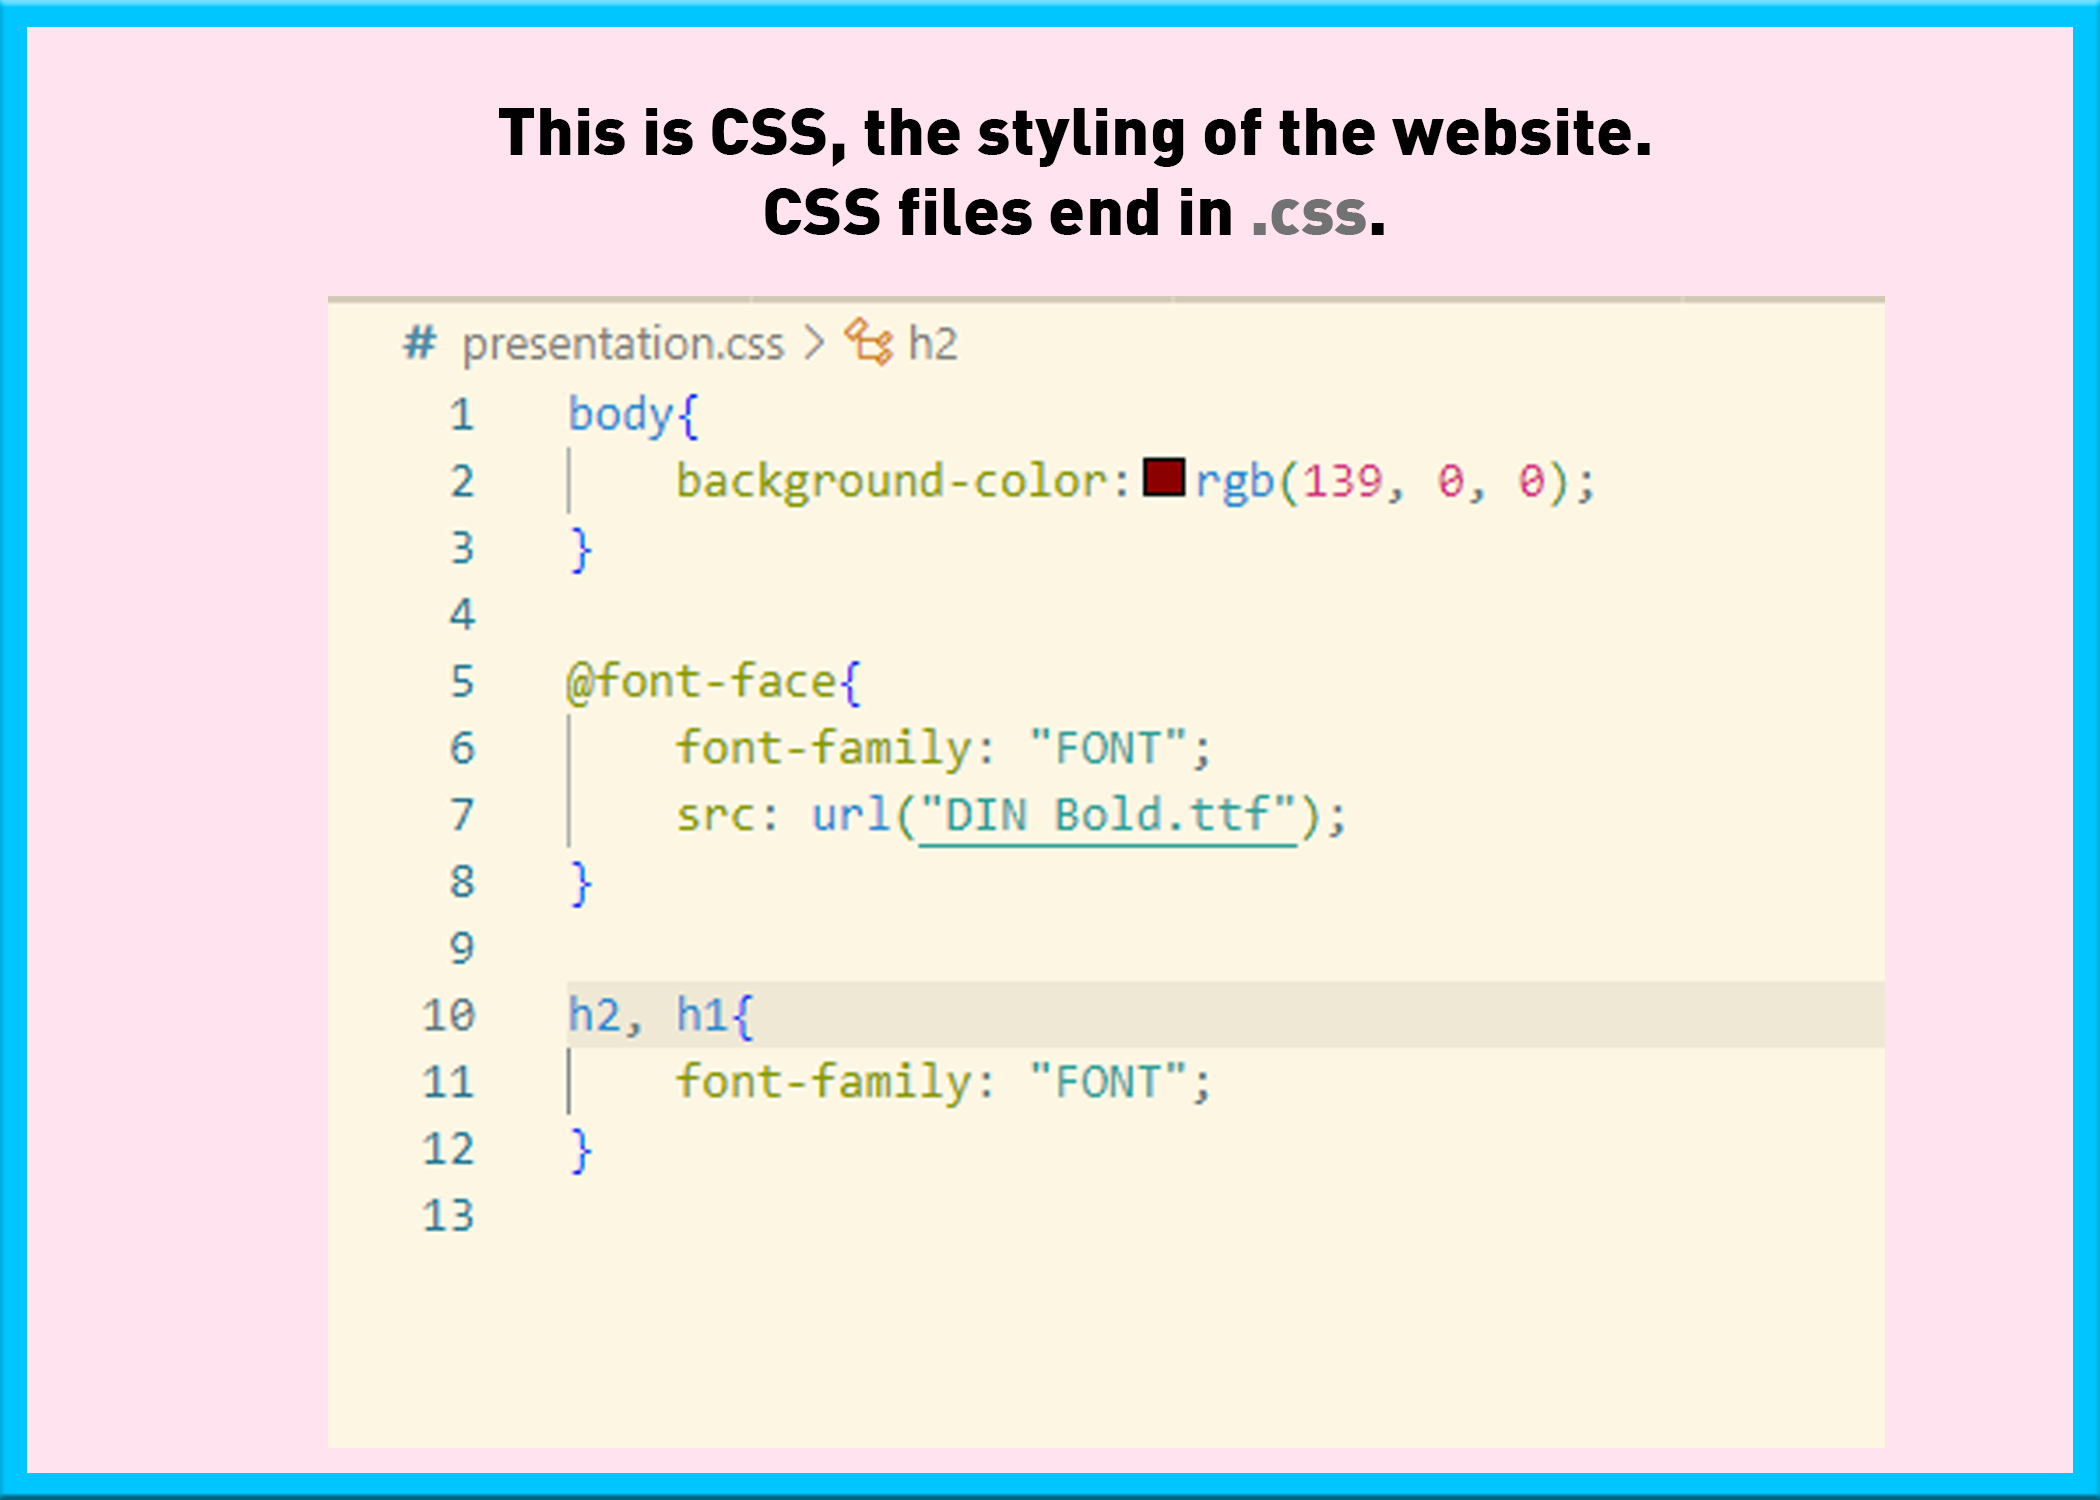 This is CSS, the styling of the website.
CSS files end in .css.
# presentation.css > h2
1 body{
2 background-color: rgb(139, 0, 0);
3 }
4
5 @font-face{
6 font-family: "FONT";
7 src: url("DIN Bold.ttf");
8 }
9
10 h2, h1{
11 font-family: "FONT";
12 }
13